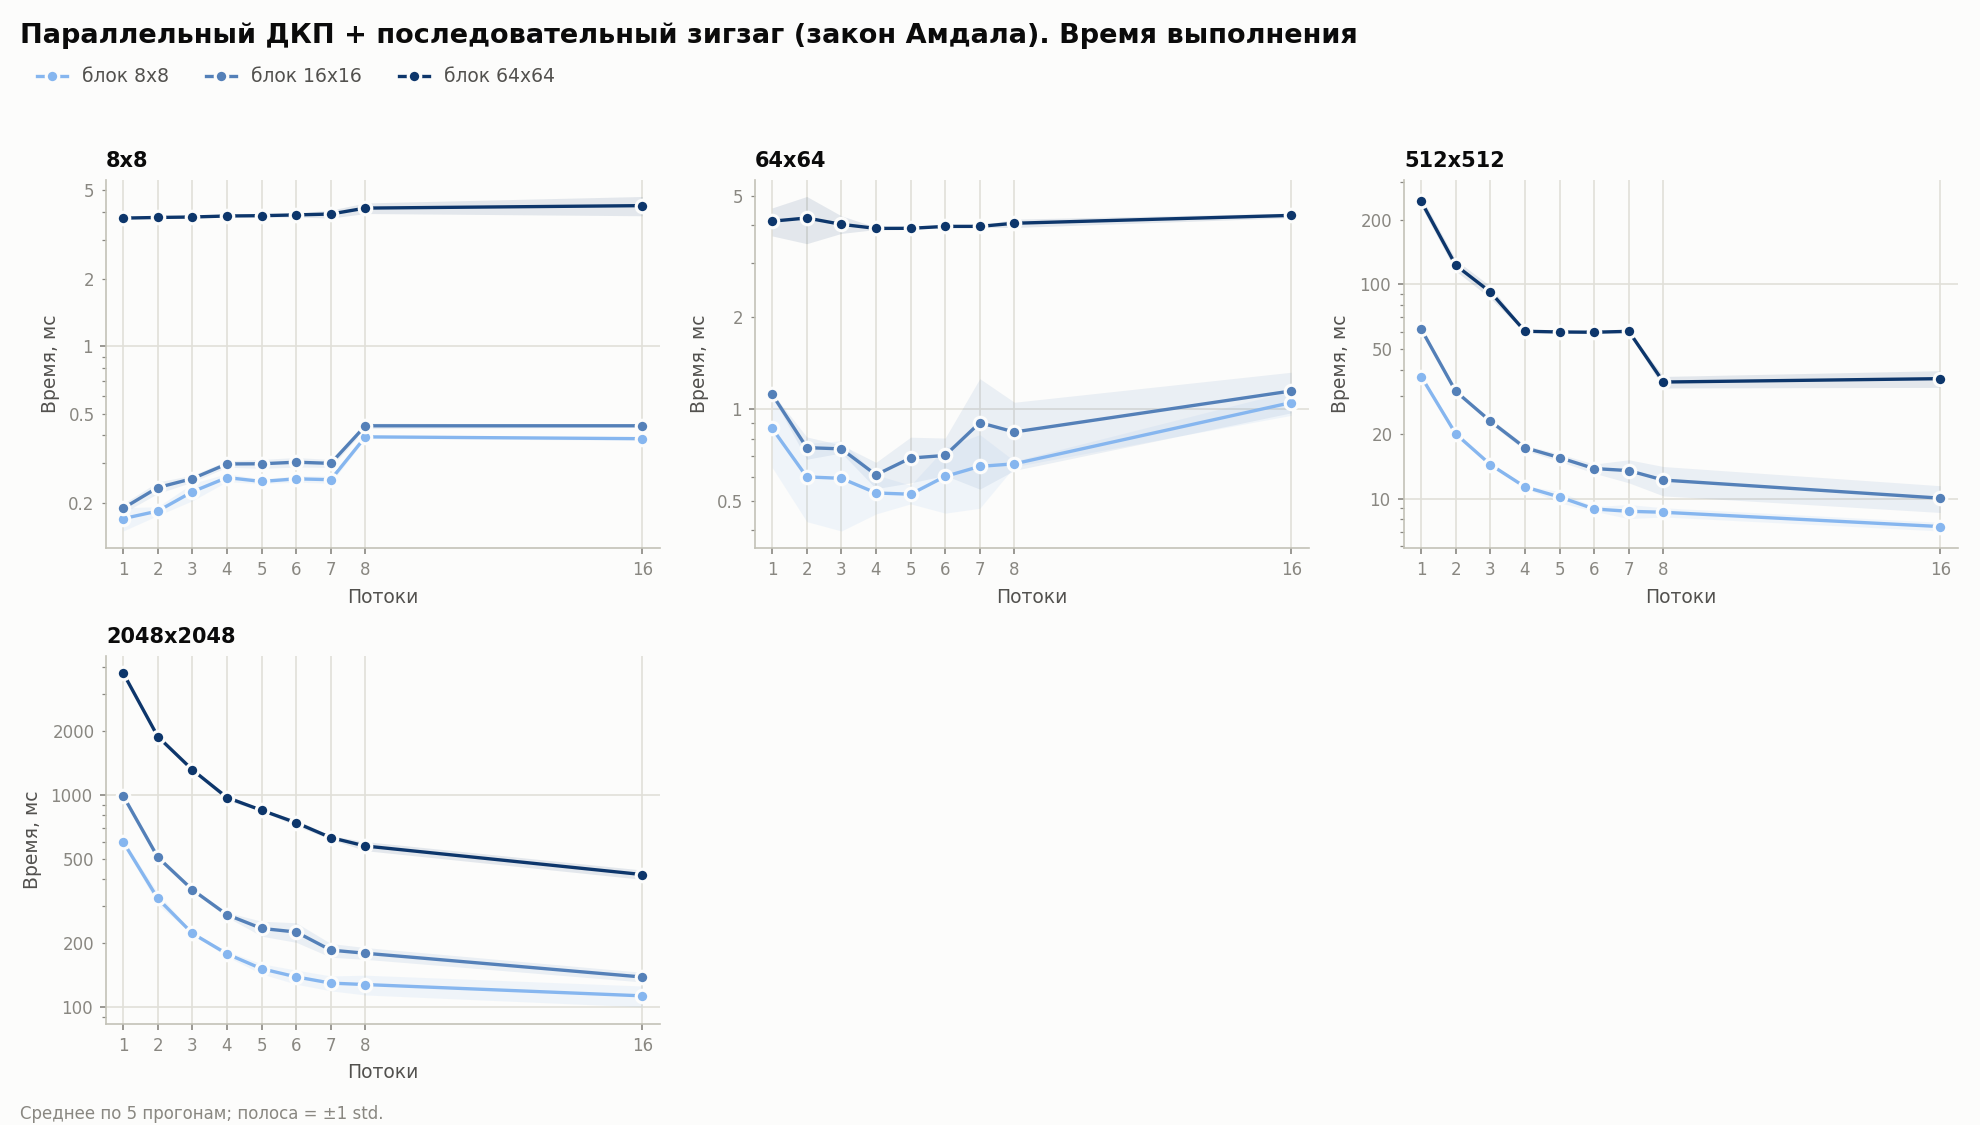 Параллельный ДКП + последовательный зигзаг (закон Амдала). Время выполнения
блок 8x8 блок 16x16 блок 64x64
8x8
5
2
1
0.5
0.2
Время, мс
1 2 3 4 5 6 7 8 16
Потоки
64x64
5
2
1
0.5
Время, мс
1 2 3 4 5 6 7 8 16
Потоки
512x512
200
100
50
20
10
Время, мс
1 2 3 4 5 6 7 8 16
Потоки
2048x2048
2000
1000
500
200
100
Время, мс
1 2 3 4 5 6 7 8 16
Потоки
Среднее по 5 прогонам; полоса = ±1 std.